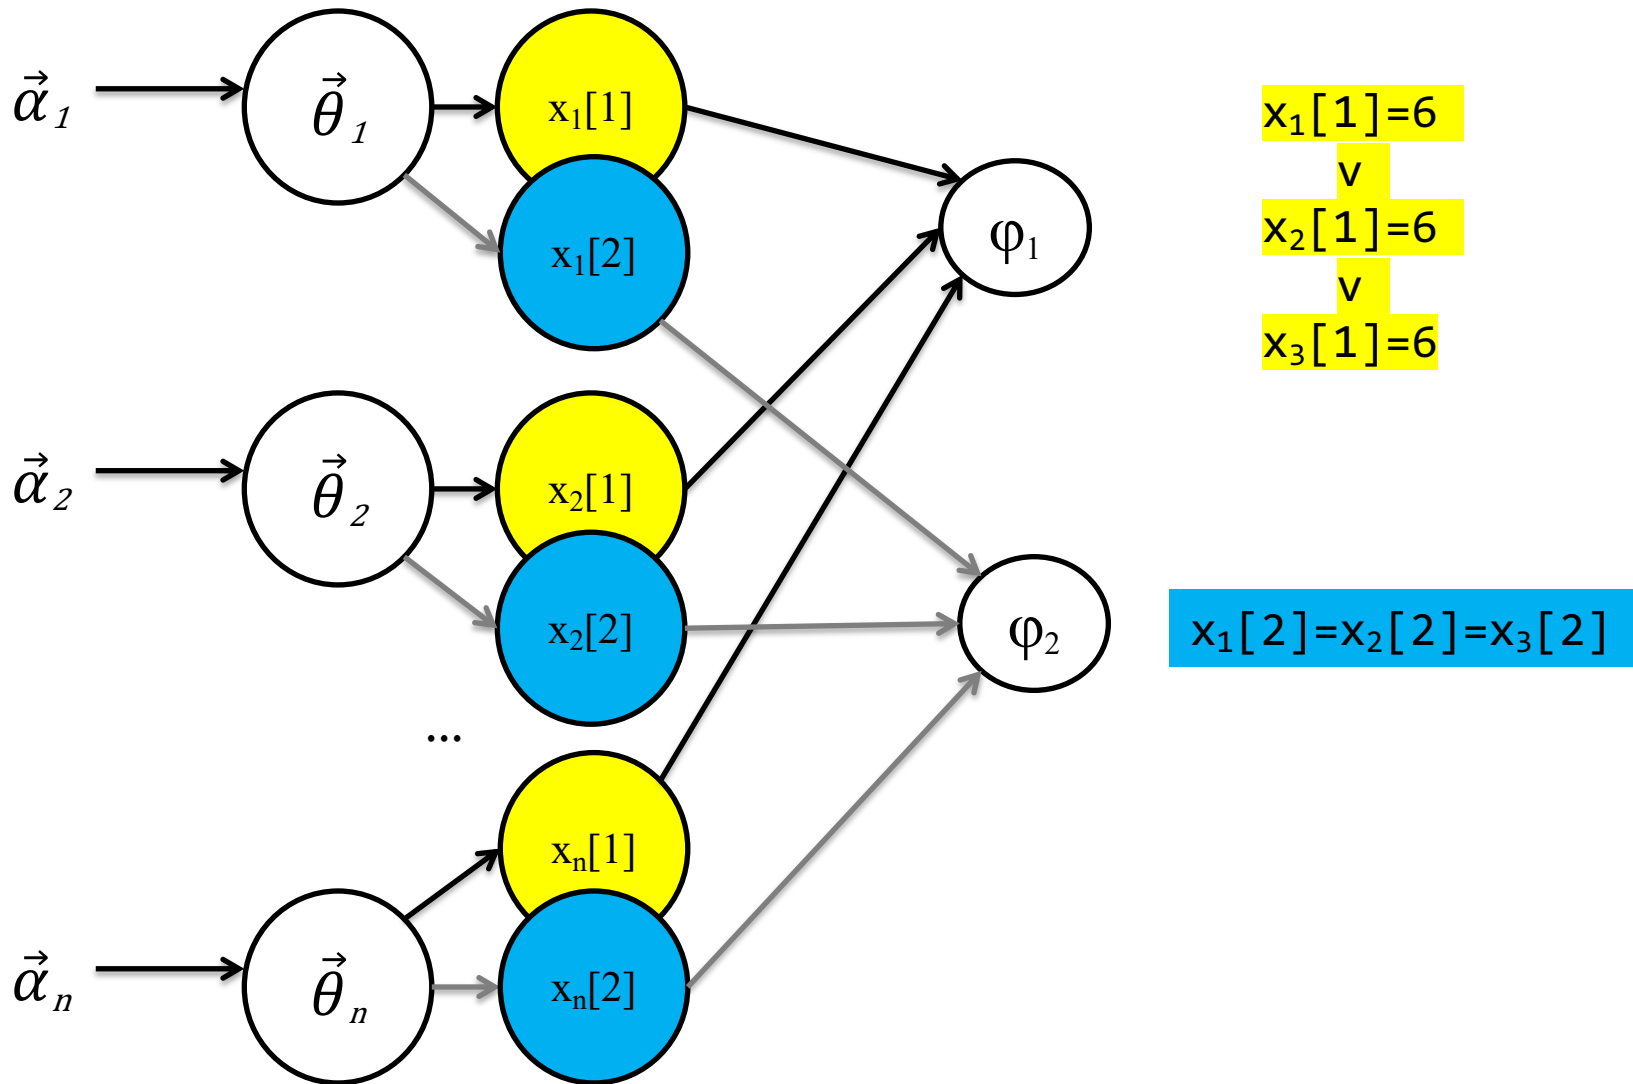 α⃗₁
θ⃗₁
x₁[1]
x₁[2]
α⃗₂
θ⃗₂
x₂[1]
x₂[2]
...
α⃗ₙ
θ⃗ₙ
xₙ[1]
xₙ[2]
φ₁
φ₂
x₁[1]=6
v
x₂[1]=6
v
x₃[1]=6
x₁[2]=x₂[2]=x₃[2]